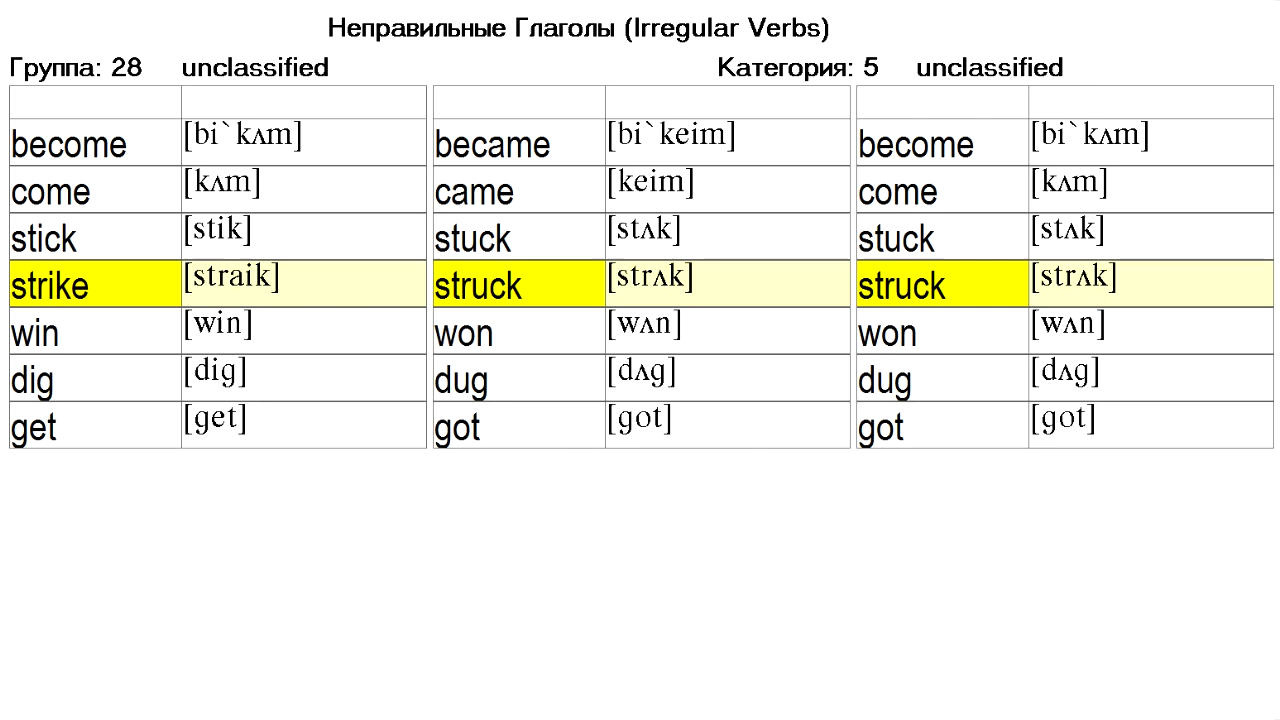 Неправильные Глаголы (Irregular Verbs)
Группа: 28 unclassified Категория: 5 unclassified
become [bi`kʌm] became [bi`keim] become [bi`kʌm]
come [kʌm] came [keim] come [kʌm]
stick [stik] stuck [stʌk] stuck [stʌk]
strike [straik] struck [strʌk] struck [strʌk]
win [win] won [wʌn] won [wʌn]
dig [dig] dug [dʌg] dug [dʌg]
get [get] got [got] got [got]